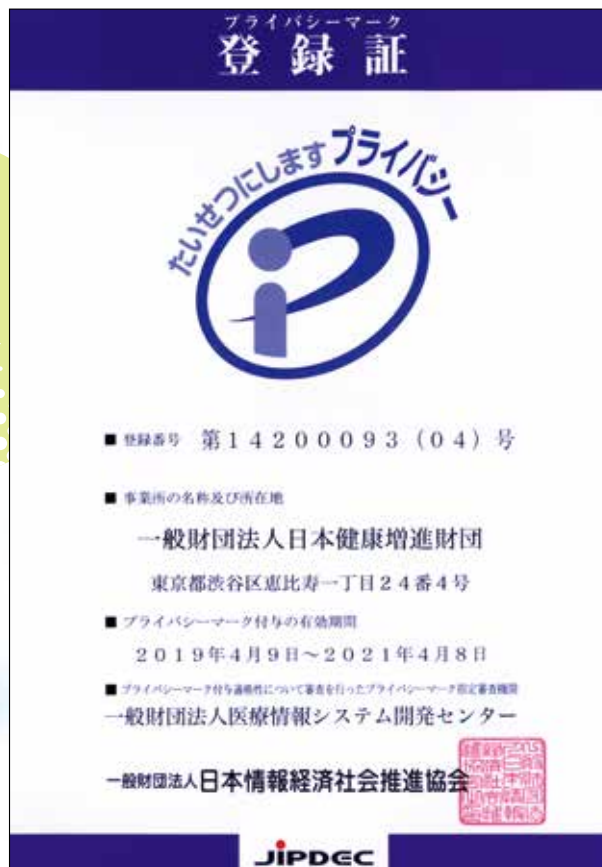 プライバシーマーク
登録証
たいせつにしますプライバシー
■ 登録番号 第14200093(04)号
■ 事業所の名称及び所在地
一般財団法人日本健康増進財団
東京都渋谷区恵比寿一丁目24番4号
■ プライバシーマーク付与の有効期間
2019年4月9日～2021年4月8日
■ プライバシーマーク付与適格性について審査を行ったプライバシーマーク指定審査機関
一般財団法人医療情報システム開発センター
一般財団法人日本情報経済社会推進協会
JIPDEC